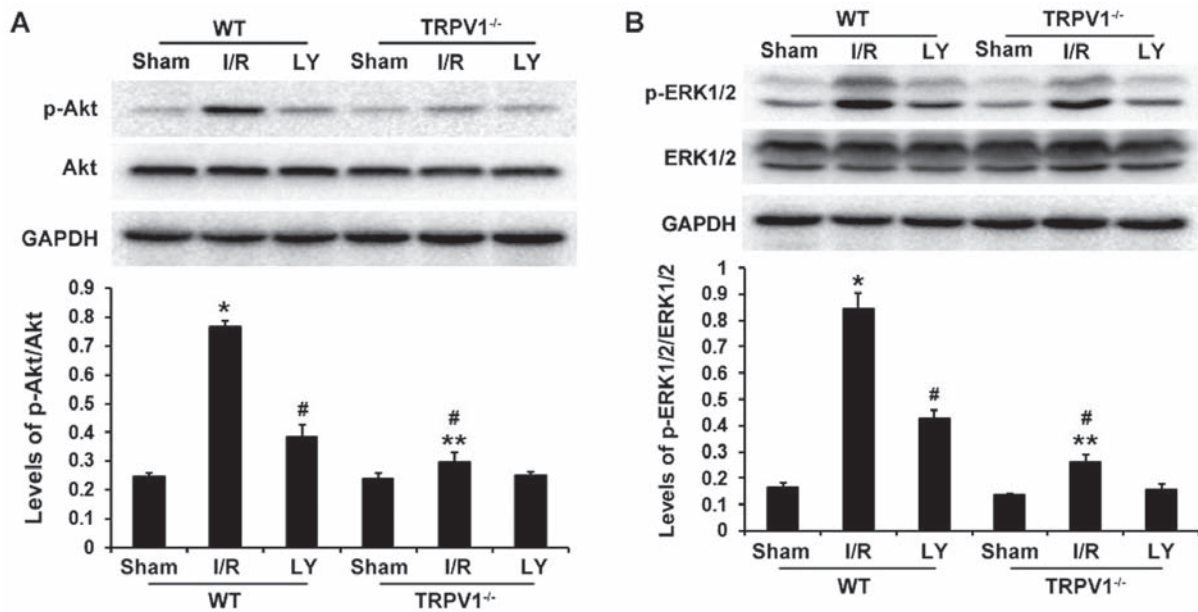 A
WT
TRPV1-/-
Sham I/R LY Sham I/R LY
p-Akt
Akt
GAPDH
Levels of p-Akt/Akt
0.9
0.8
0.7
0.6
0.5
0.4
0.3
0.2
0.1
0
*
#
#
**
Sham I/R LY Sham I/R LY
WT TRPV1-/-
B
WT TRPV1-/-
Sham I/R LY Sham I/R LY
p-ERK1/2
ERK1/2
GAPDH
Levels of p-ERK1/2/ERK1/2
1
0.9
0.8
0.7
0.6
0.5
0.4
0.3
0.2
0.1
0
*
#
#
**
Sham I/R LY Sham I/R LY
WT TRPV1-/-